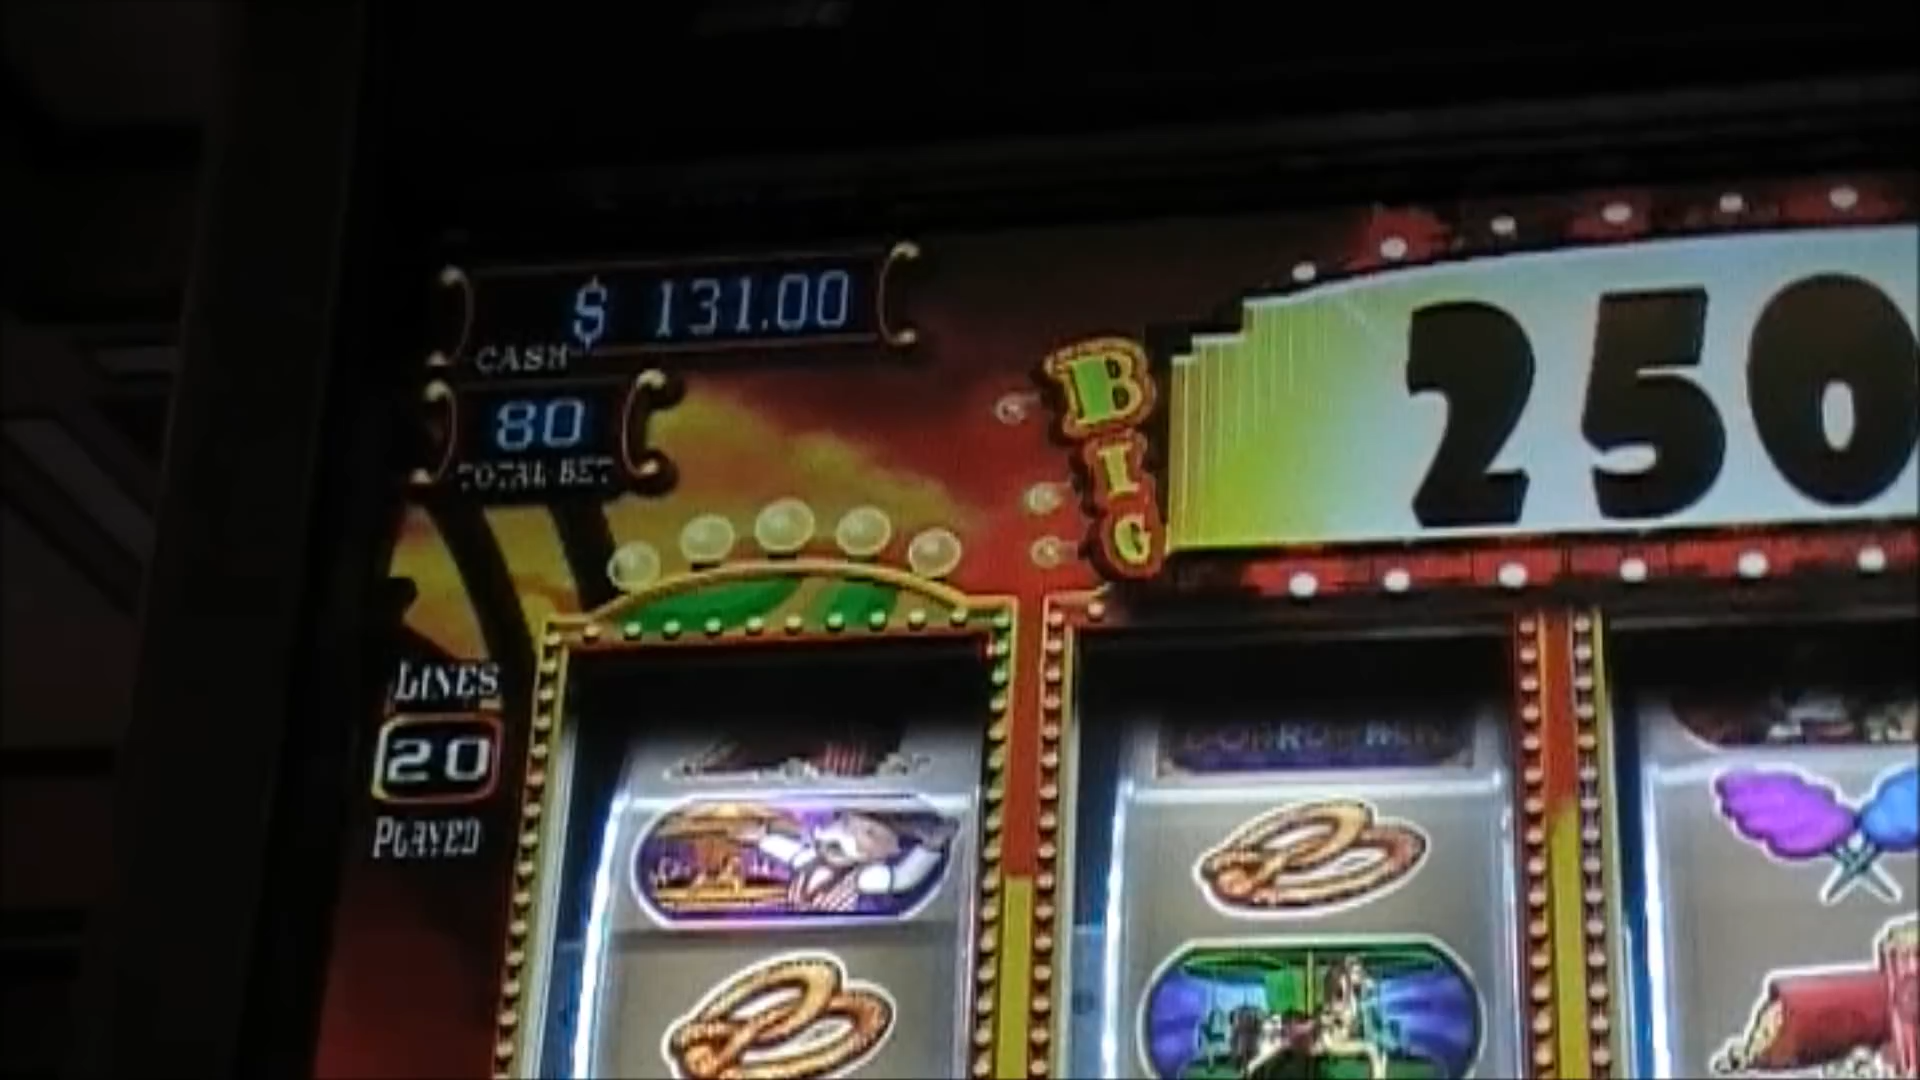 $ 131.00
CASH
80
TOTAL BET
BIG
250
LINES
20
PLAYED